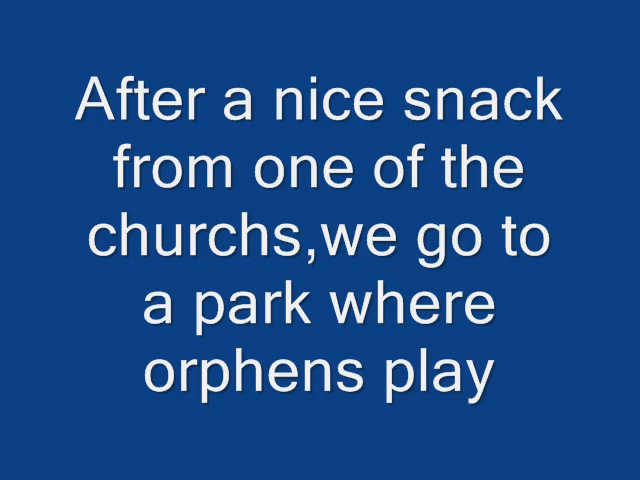 After a nice snack
from one of the
churchs,we go to
a park where
orphens play